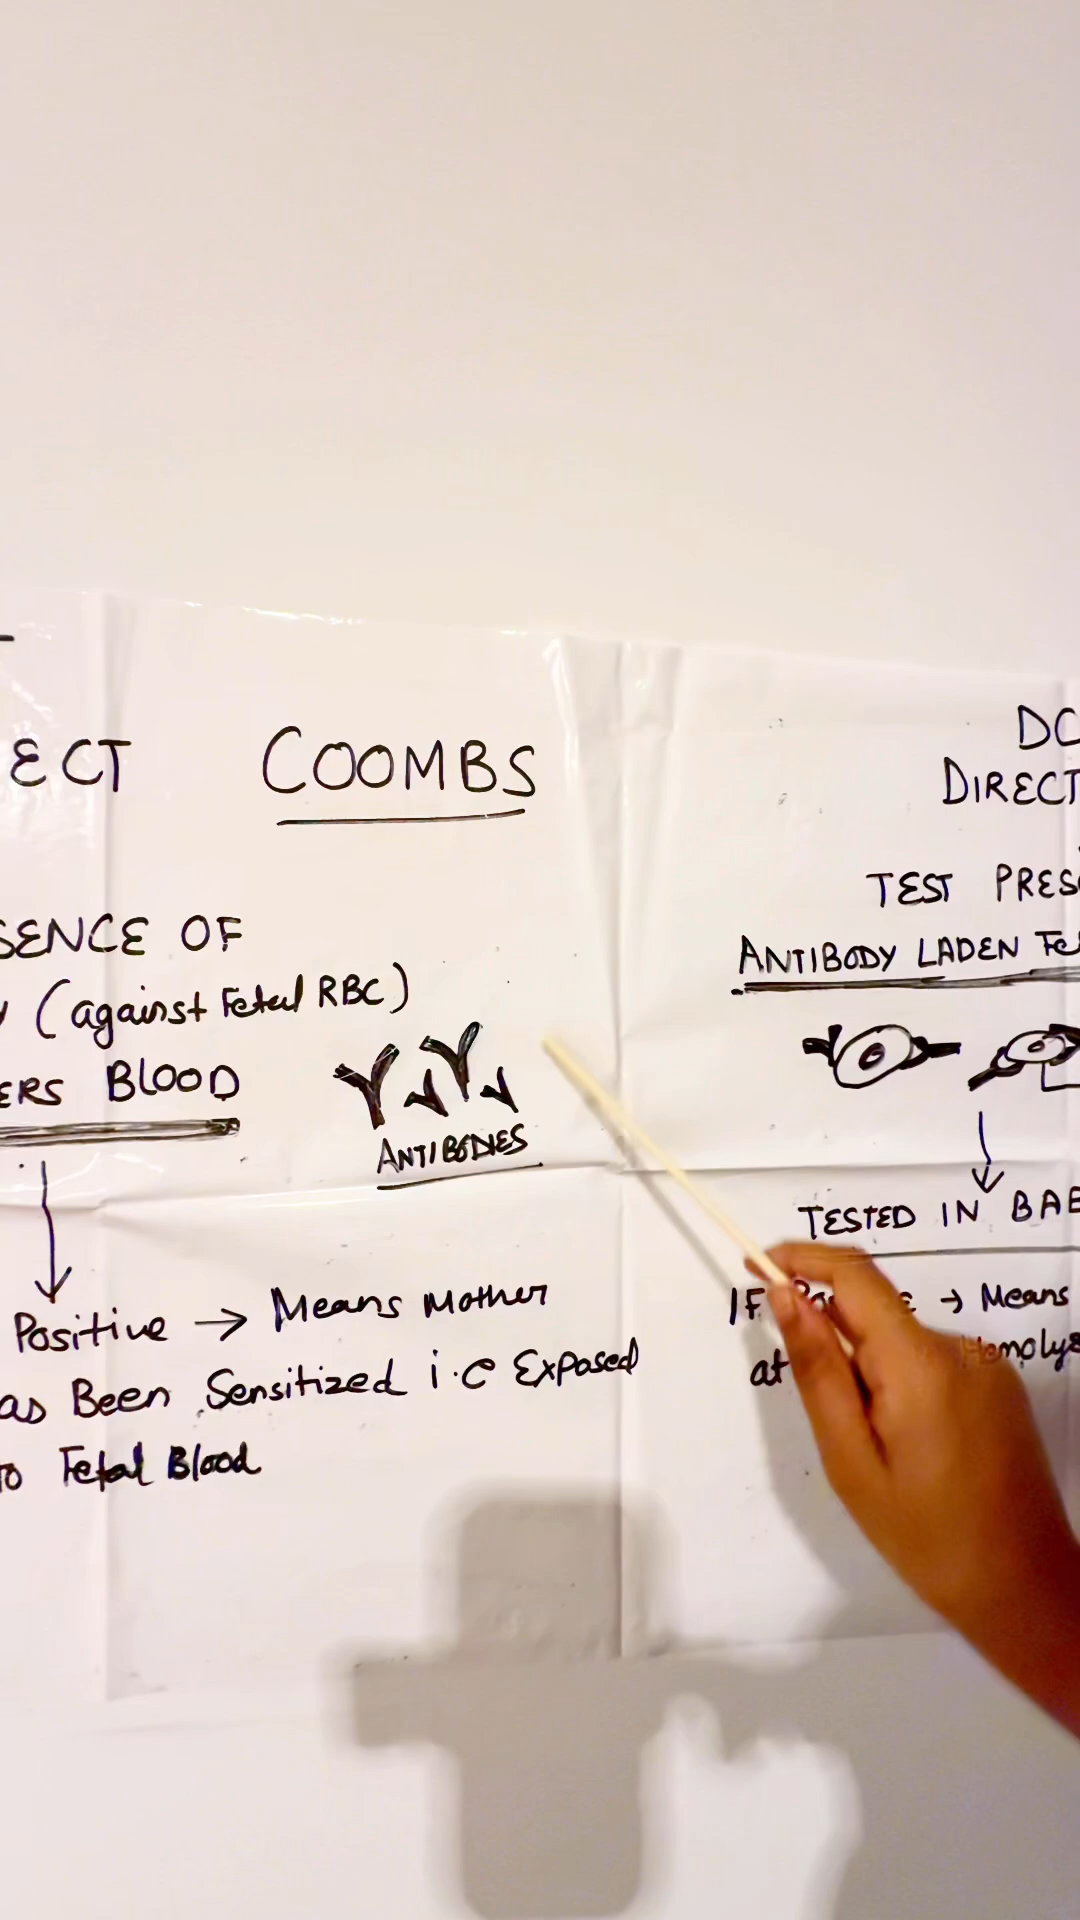 ECT COOMBS
SENCE OF
(against Fetal RBC)
ERS BLOOD
ANTIBODIES
Positive → Means Mother
as Been Sensitized i.e Exposed
to Fetal Blood
DC
DIRECT
TEST PRES
ANTIBODY LADEN Fe
TESTED IN BAB
IF → Means
at Hemolys